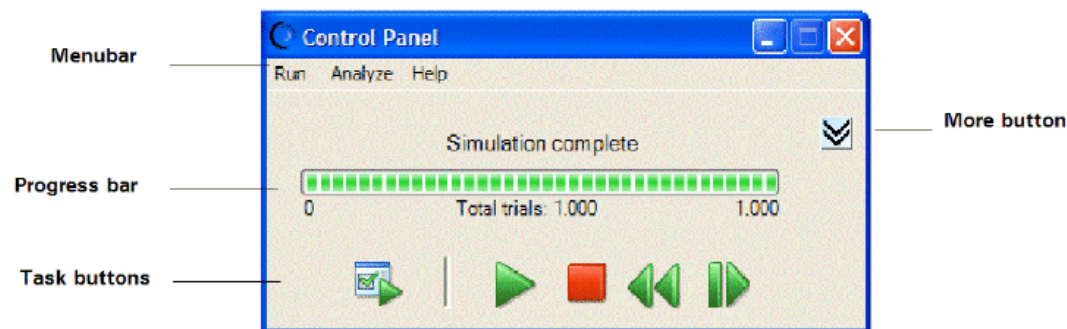 Control Panel
Menubar
Run Analyze Help
More button
Simulation complete
Progress bar
0 Total trials: 1.000 1.000
Task buttons